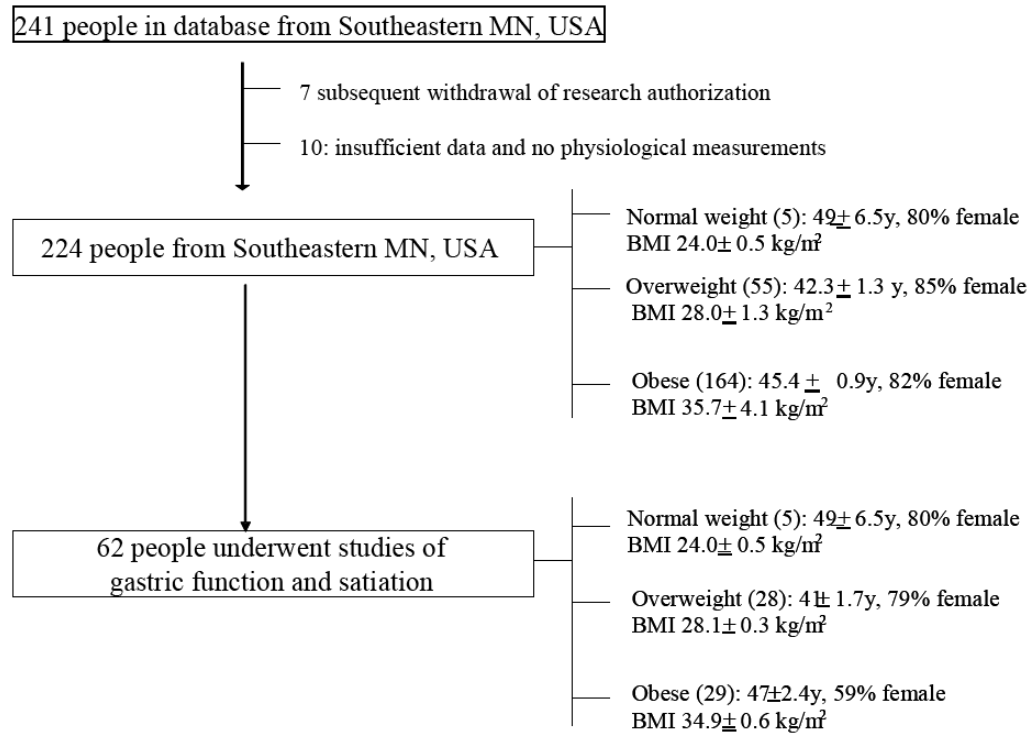 241 people in database from Southeastern MN, USA
7 subsequent withdrawal of research authorization
10: insufficient data and no physiological measurements
224 people from Southeastern MN, USA
Normal weight (5): 49± 6.5y, 80% female
BMI 24.0± 0.5 kg/m²
Overweight (55): 42.3± 1.3 y, 85% female
BMI 28.0± 1.3 kg/m²
Obese (164): 45.4 ± 0.9y, 82% female
BMI 35.7± 4.1 kg/m²
62 people underwent studies of
gastric function and satiation
Normal weight (5): 49± 6.5y, 80% female
BMI 24.0± 0.5 kg/m²
Overweight (28): 41± 1.7y, 79% female
BMI 28.1± 0.3 kg/m²
Obese (29): 47±2.4y, 59% female
BMI 34.9± 0.6 kg/m²